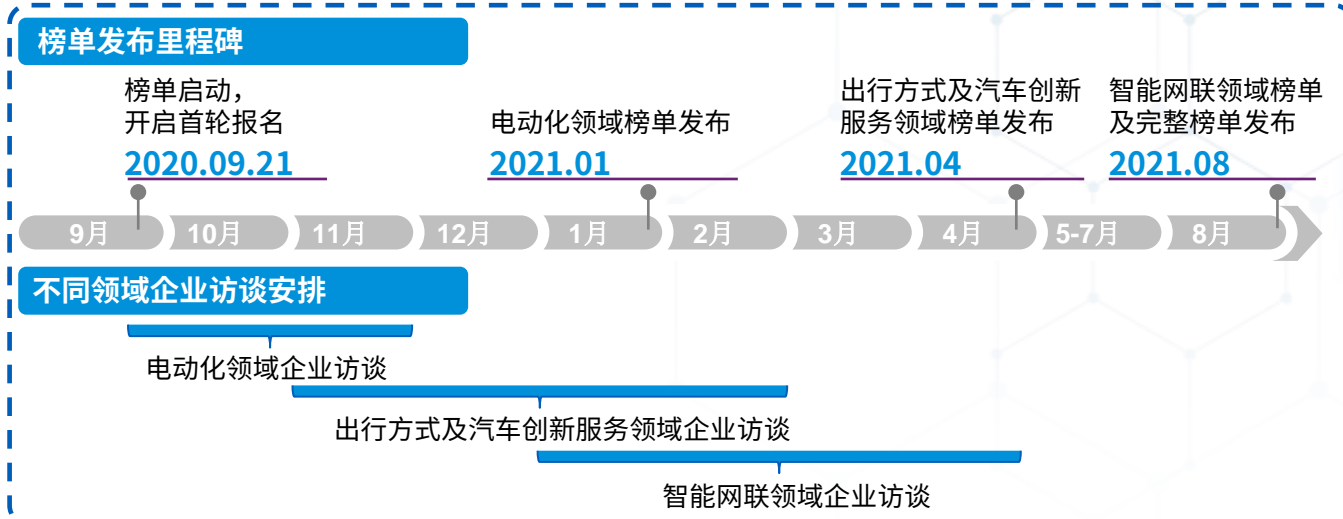 榜单发布里程碑
榜单启动，
开启首轮报名
2020.09.21
电动化领域榜单发布
2021.01
出行方式及汽车创新
服务领域榜单发布
2021.04
智能网联领域榜单
及完整榜单发布
2021.08
9月 10月 11月 12月 1月 2月 3月 4月 5-7月 8月
不同领域企业访谈安排
电动化领域企业访谈
出行方式及汽车创新服务领域企业访谈
智能网联领域企业访谈